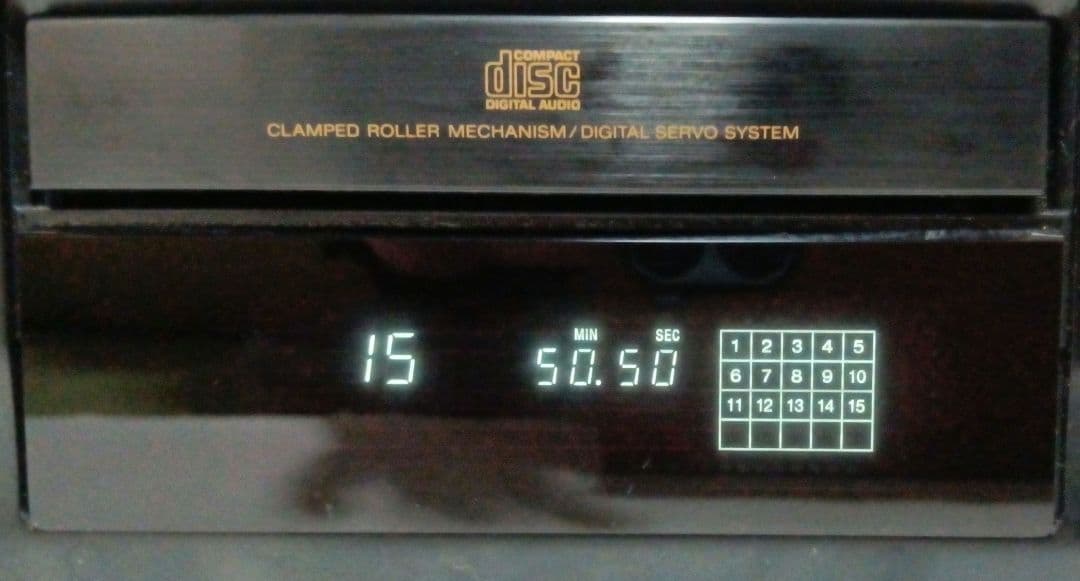 COMPACT
disc
DIGITAL AUDIO
CLAMPED ROLLER MECHANISM/DIGITAL SERVO SYSTEM
MIN SEC
15 50.50
1 2 3 4 5
6 7 8 9 10
11 12 13 14 15